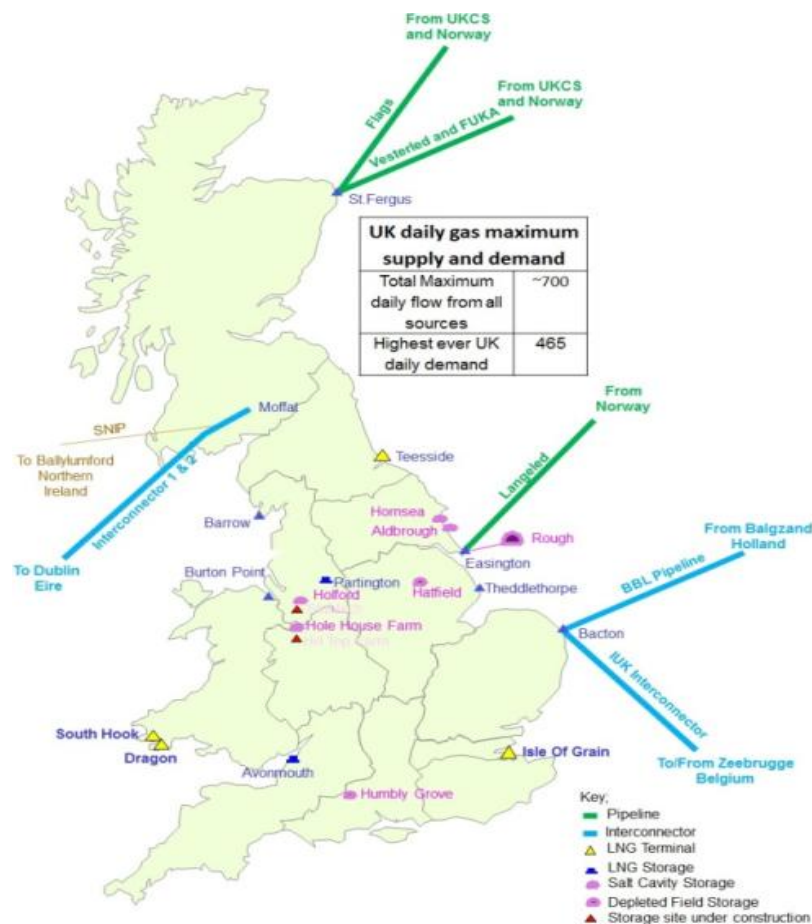 From UKCS
and Norway
From UKCS
and Norway
Flags
Vesterled and FUKA
St.Fergus
UK daily gas maximum
supply and demand
Total Maximum
daily flow from all
sources
~700
Highest ever UK
daily demand
465
From
Norway
Moffat
SNIP
To Ballylumford
Northern
Ireland
Interconnector 1 & 2
Teesside
Langeled
Hornsea
Aldbrough
Rough
Barrow
Easington
From Balgzand
Holland
To Dublin
Eire
Burton Point
Partington
Hatfield
Theddlethorpe
BBL Pipeline
Holford
Hole House Farm
Hill Top Farm
Bacton
IUK Interconnector
South Hook
Dragon
Isle Of Grain
To/From Zeebrugge
Belgium
Avonmouth
Humbly Grove
Key;
Pipeline
Interconnector
LNG Terminal
LNG Storage
Salt Cavity Storage
Depleted Field Storage
Storage site under construction